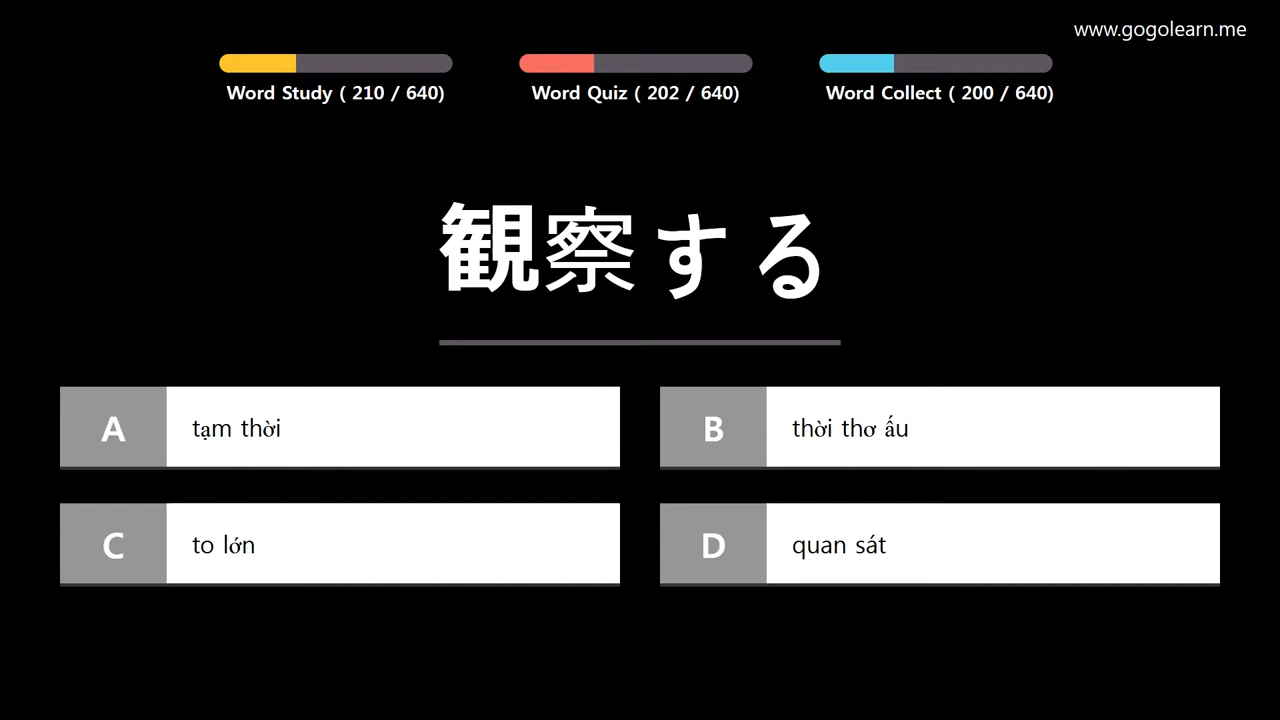 www.gogolearn.me
Word Study ( 210 / 640)
Word Quiz ( 202 / 640)
Word Collect ( 200 / 640)
観察する
A tạm thời
B thời thơ ấu
C to lớn
D quan sát